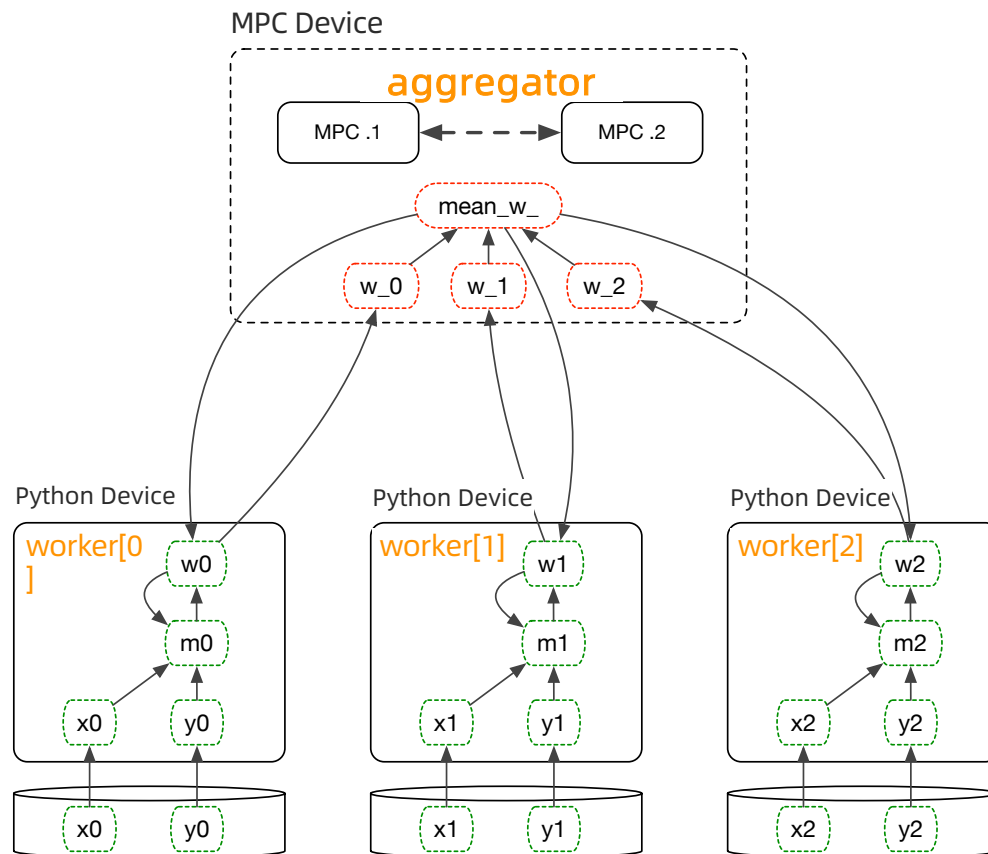 MPC Device
aggregator
MPC .1
MPC .2
mean_w_
w_0
w_1
w_2
Python Device
Python Device
Python Device
worker[0
]
w0
worker[1]
w1
worker[2]
w2
m0
m1
m2
x0
y0
x1
y1
x2
y2
x0
y0
x1
y1
x2
y2